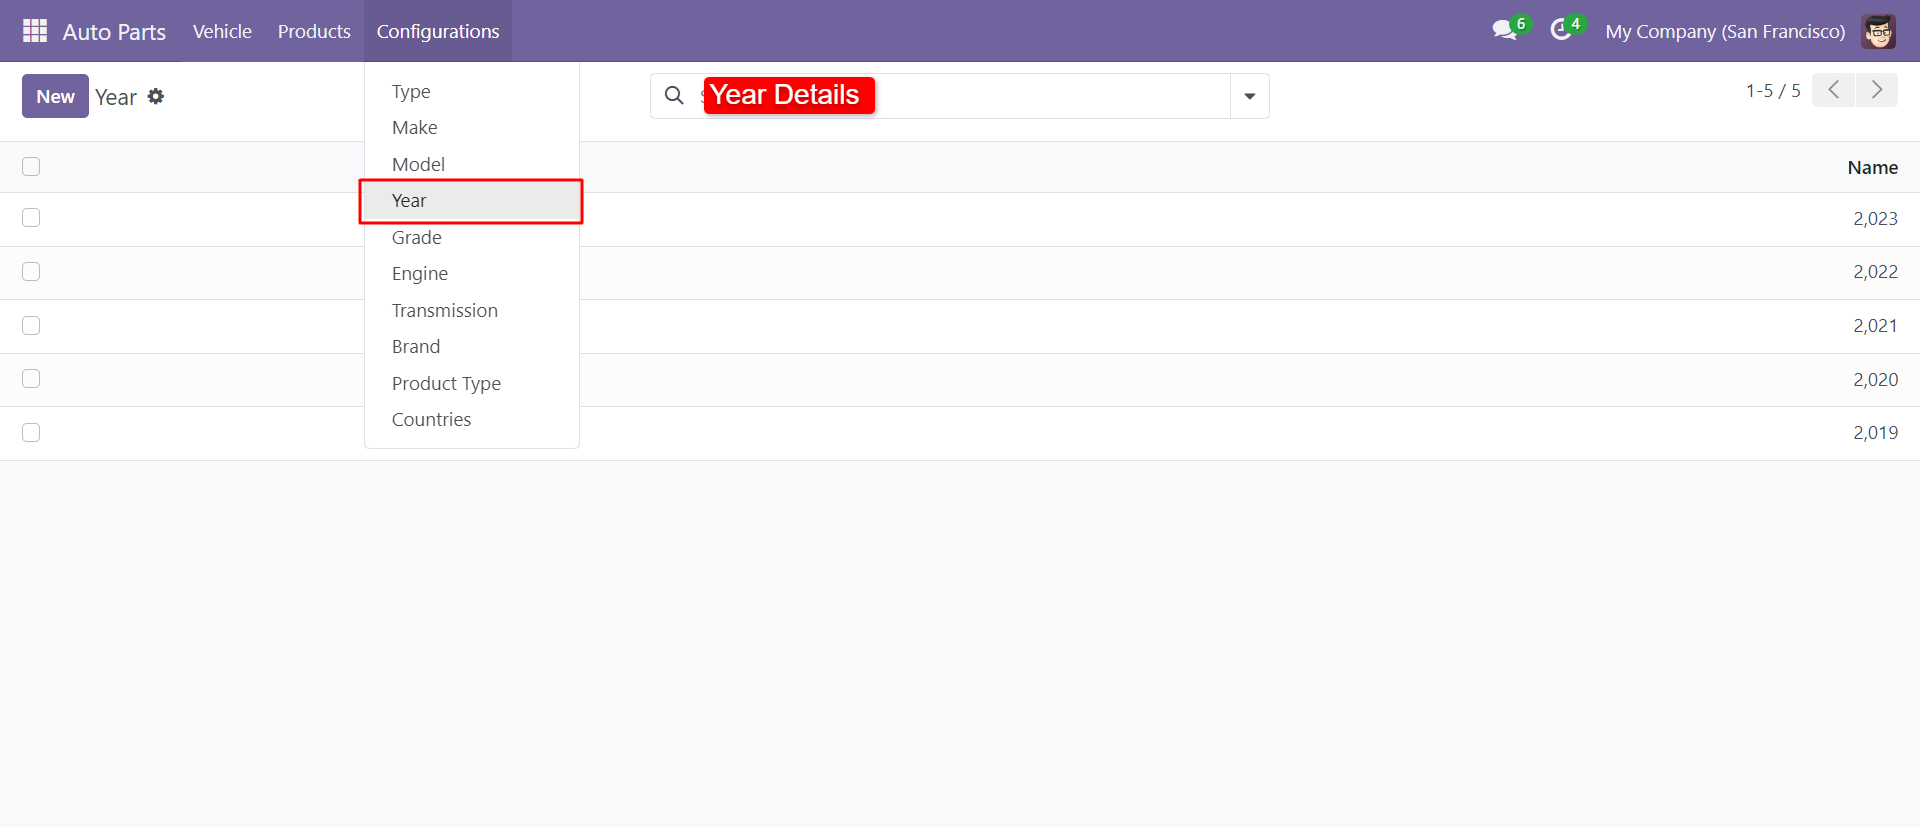 Auto Parts Vehicle Products Configurations 6 4 My Company (San Francisco)
New Year Year Details 1-5 / 5
Type
Make
Model
Year
Grade
Engine
Transmission
Brand
Product Type
Countries
Name
2,023
2,022
2,021
2,020
2,019